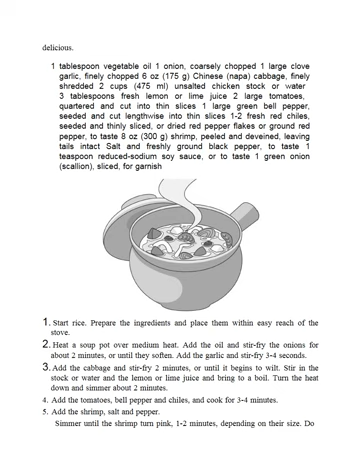 delicious.
1 tablespoon vegetable oil 1 onion, coarsely chopped 1 large clove
garlic, finely chopped 6 oz (175 g) Chinese (napa) cabbage, finely
shredded 2 cups (475 ml) unsalted chicken stock or water
3 tablespoons fresh lemon or lime juice 2 large tomatoes,
quartered and cut into thin slices 1 large green bell pepper,
seeded and cut lengthwise into thin slices 1-2 fresh red chiles,
seeded and thinly sliced, or dried red pepper flakes or ground red
pepper, to taste 8 oz (300 g) shrimp, peeled and deveined, leaving
tails intact Salt and freshly ground black pepper, to taste 1
teaspoon reduced-sodium soy sauce, or to taste 1 green onion
(scallion), sliced, for garnish
1. Start rice. Prepare the ingredients and place them within easy reach of the
stove.
2. Heat a soup pot over medium heat. Add the oil and stir-fry the onions for
about 2 minutes, or until they soften. Add the garlic and stir-fry 3-4 seconds.
3. Add the cabbage and stir-fry 2 minutes, or until it begins to wilt. Stir in the
stock or water and the lemon or lime juice and bring to a boil. Turn the heat
down and simmer about 2 minutes.
4. Add the tomatoes, bell pepper and chiles, and cook for 3-4 minutes.
5. Add the shrimp, salt and pepper.
Simmer until the shrimp turn pink, 1-2 minutes, depending on their size. Do